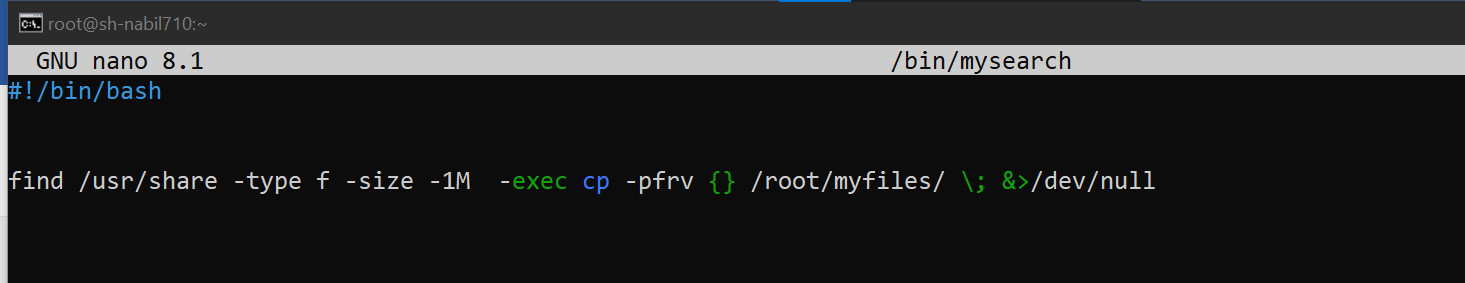 root@sh-nabil710:~
GNU nano 8.1 /bin/mysearch
#!/bin/bash
find /usr/share -type f -size -1M  -exec cp -pfrv {} /root/myfiles/ \; &>/dev/null